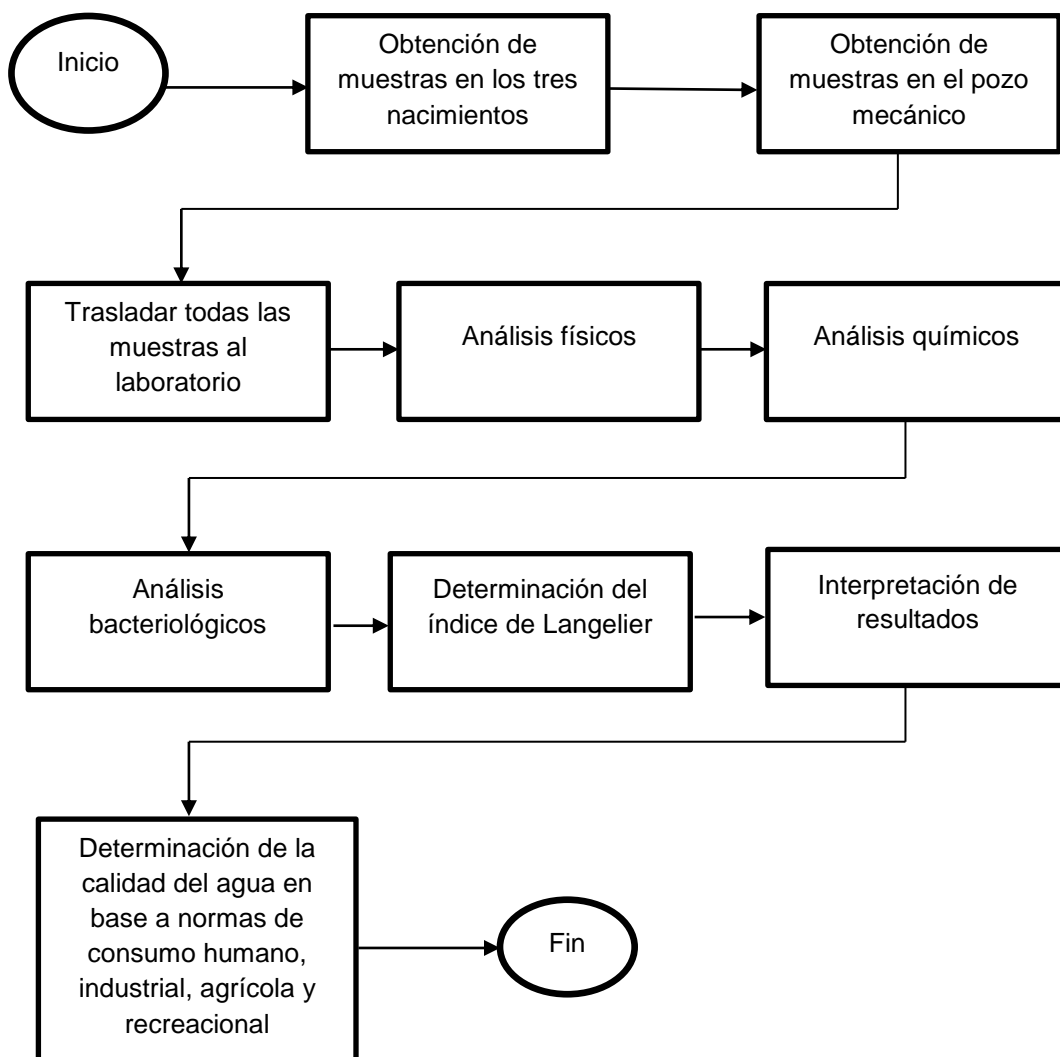 Inicio
Obtención de
muestras en los tres
nacimientos
Obtención de
muestras en el pozo
mecánico
Trasladar todas las
muestras al
laboratorio
Análisis físicos
Análisis químicos
Análisis
bacteriológicos
Determinación del
índice de Langelier
Interpretación de
resultados
Determinación de la
calidad del agua en
base a normas de
consumo humano,
industrial, agrícola y
recreacional
Fin